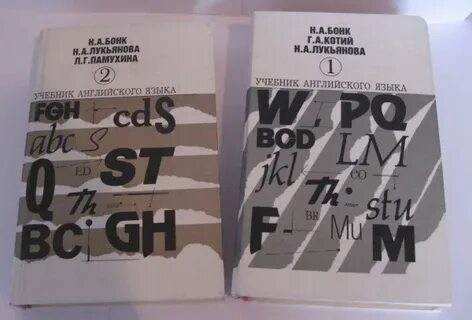 Н.А.БОНК
Н.А.ЛУКЬЯНОВА
Л.Г.ПАМУХИНА
2
УЧЕБНИК АНГЛИЙСКОГО ЯЗЫКА
FGH cdS
abc S
Q ED ST
Th
BC GH
Н.А.БОНК
Г.А.КОТИЙ
Н.А.ЛУКЬЯНОВА
1
УЧЕБНИК АНГЛИЙСКОГО ЯЗЫКА
W PQ
BOD LM
jkl CO
Th stu
F BR Mu M